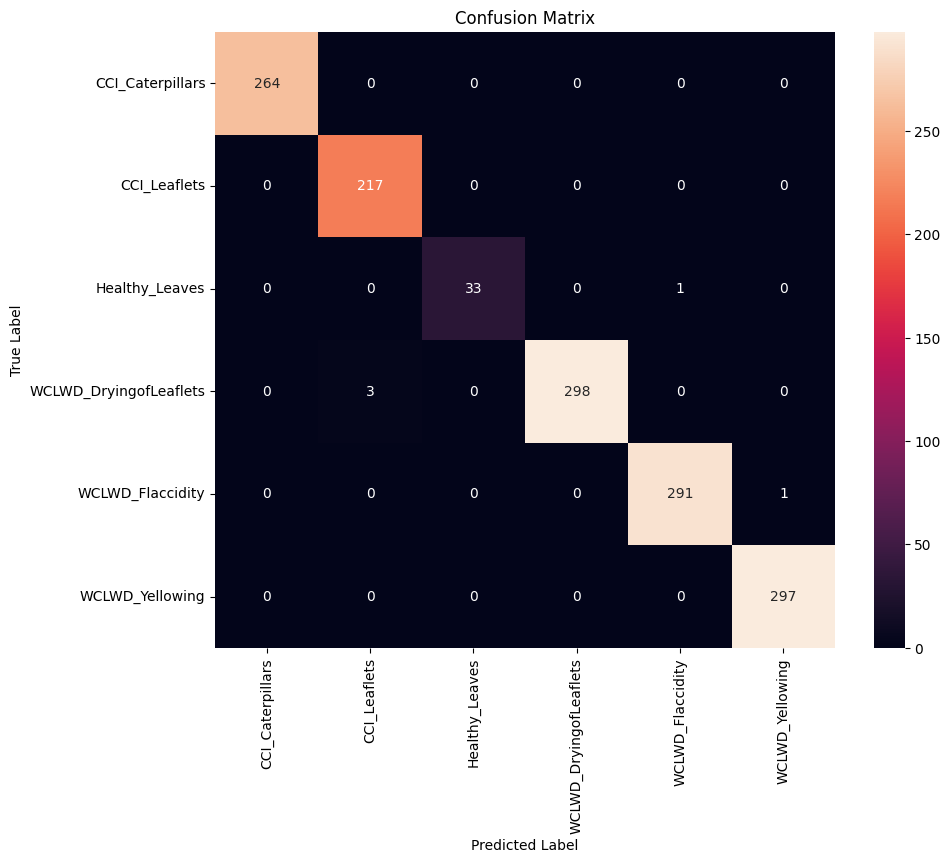 Confusion Matrix
True Label
CCI_Caterpillars 264 0 0 0 0 0
CCI_Leaflets 0 217 0 0 0 0
Healthy_Leaves 0 0 33 0 1 0
WCLWD_DryingofLeaflets 0 3 0 298 0 0
WCLWD_Flaccidity 0 0 0 0 291 1
WCLWD_Yellowing 0 0 0 0 0 297
CCI_Caterpillars
CCI_Leaflets
Healthy_Leaves
WCLWD_DryingofLeaflets
WCLWD_Flaccidity
WCLWD_Yellowing
Predicted Label
250
200
150
100
50
0